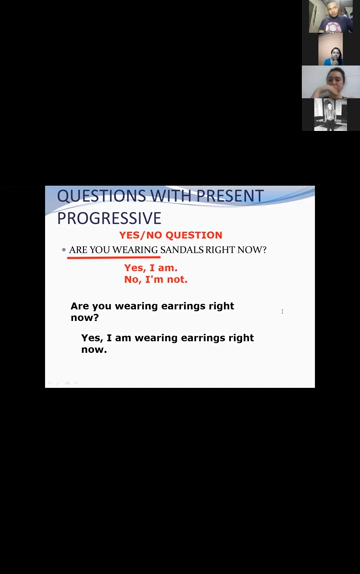 QUESTIONS WITH PRESENT
PROGRESSIVE
YES/NO QUESTION
ARE YOU WEARING SANDALS RIGHT NOW?
Yes, I am.
No, I'm not.
Are you wearing earrings right
now?
Yes, I am wearing earrings right
now.